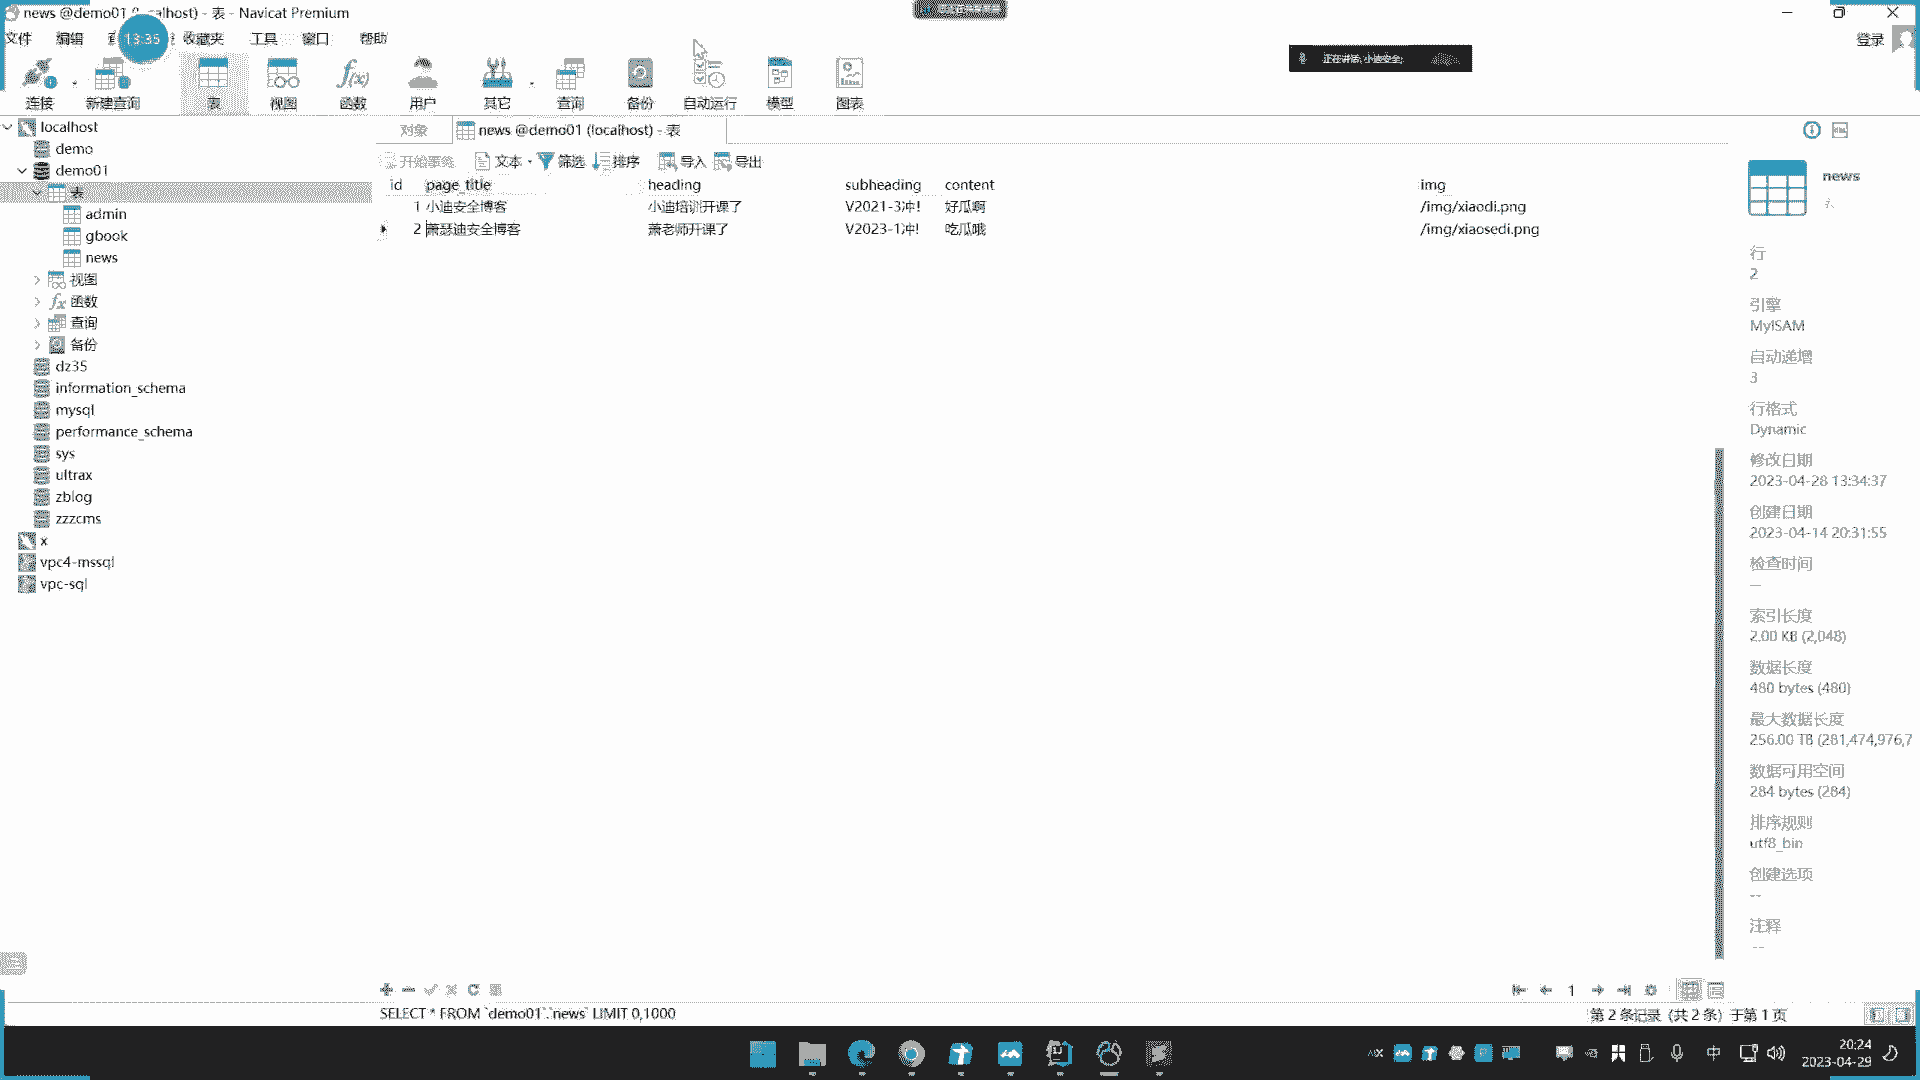 news @demo01 (localhost) - 表 - Navicat Premium
文件 编辑 13:35 收藏夹 工具 窗口 帮助
登录
正在讲话: 小迪安全;
连接 新建查询 表 视图 函数 用户 其它 查询 备份 自动运行 模型 图表
localhost
demo
demo01
表
admin
gbook
news
视图
函数
查询
备份
dz35
information_schema
mysql
performance_schema
sys
ultrax
zblog
zzzcms
x
vpc4-mssql
vpc-sql
对象 news @demo01 (localhost) - 表
开始事务 文本 筛选 排序 导入 导出
id page_title heading subheading content img
1 小迪安全博客 小迪培训开课了 V2021-3冲! 好瓜啊 /img/xiaodi.png
2 萧瑟迪安全博客 萧老师开课了 V2023-1冲! 吃瓜哦 /img/xiaosedi.png
news
表
行
2
引擎
MyISAM
自动递增
3
行格式
Dynamic
修改日期
2023-04-28 13:34:37
创建日期
2023-04-14 20:31:55
检查时间
--
索引长度
2.00 KB (2,048)
数据长度
480 bytes (480)
最大数据长度
256.00 TB (281,474,976,7
数据可用空间
284 bytes (284)
排序规则
utf8_bin
创建选项
--
注释
--
1
SELECT * FROM `demo01`.`news` LIMIT 0,1000
第 2 条记录 (共 2 条) 于第 1 页
中
20:24
2023-04-29